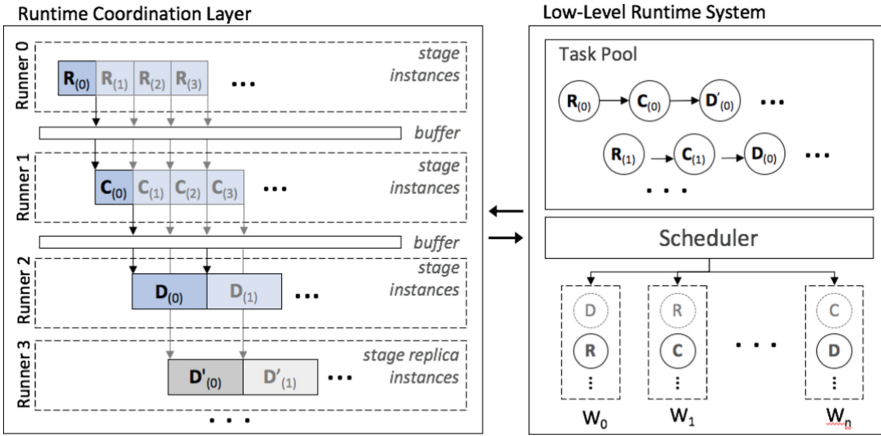 Runtime Coordination Layer
Runner 0
R(0) R(1) R(2) R(3) ...
stage
instances
buffer
Runner 1
C(0) C(1) C(2) C(3) ...
stage
instances
buffer
Runner 2
D(0) D(1) ...
stage
instances
Runner 3
D'(0) D'(1) ...
stage replica
instances
...
Low-Level Runtime System
Task Pool
R(0) C(0) D'(0) ...
R(1) C(1) D(0) ...
...
Scheduler
D R C
R C ... D
⋮ ⋮ ⋮
W0 W1 Wn